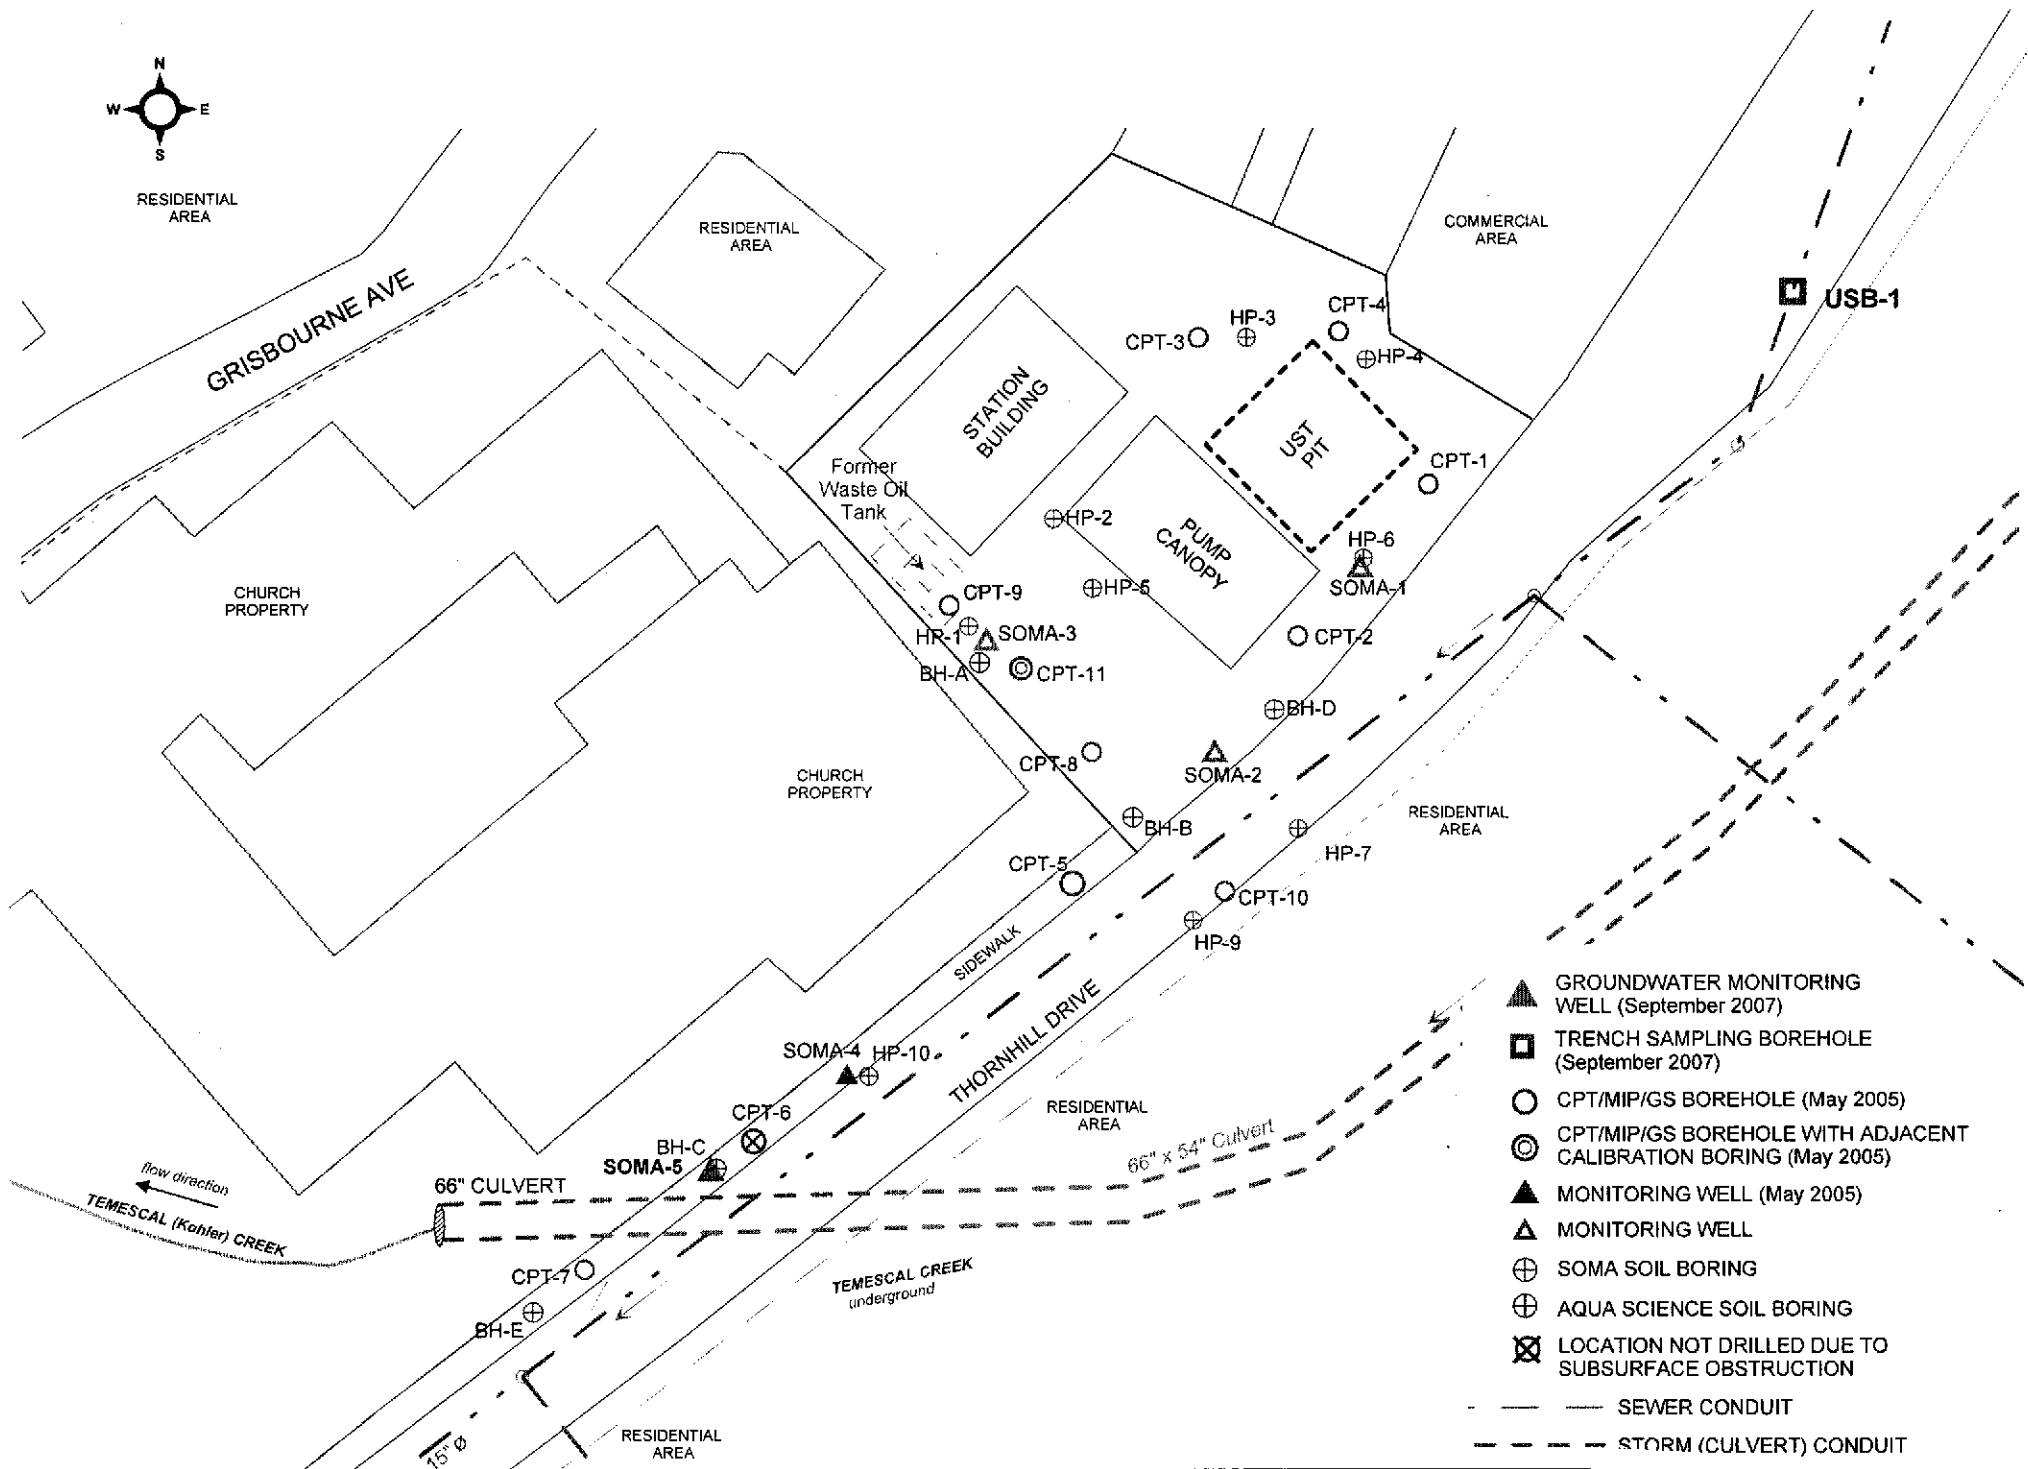 N
W E
S
RESIDENTIAL
AREA
RESIDENTIAL
AREA
COMMERCIAL
AREA
GRISBOURNE AVE
USB-1
CPT-4
HP-3
CPT-3
HP-4
STATION
BUILDING
UST
PIT
CPT-1
Former
Waste Oil
Tank
HP-2
PUMP
CANOPY
HP-6
SOMA-1
HP-5
CHURCH
PROPERTY
CPT-9
HP-1
SOMA-3
CPT-2
BH-A
CPT-11
BH-D
CPT-8
SOMA-2
CHURCH
PROPERTY
RESIDENTIAL
AREA
BH-B
HP-7
CPT-5
CPT-10
HP-9
SIDEWALK
THORNHILL DRIVE
SOMA-4 HP-10
CPT-6
BH-C
SOMA-5
RESIDENTIAL
AREA
66" x 54" Culvert
flow direction
TEMESCAL (Kohler) CREEK
66" CULVERT
CPT-7
TEMESCAL CREEK
underground
BH-E
15" Ø
RESIDENTIAL
AREA
GROUNDWATER MONITORING
WELL (September 2007)
TRENCH SAMPLING BOREHOLE
(September 2007)
CPT/MIP/GS BOREHOLE (May 2005)
CPT/MIP/GS BOREHOLE WITH ADJACENT
CALIBRATION BORING (May 2005)
MONITORING WELL (May 2005)
MONITORING WELL
SOMA SOIL BORING
AQUA SCIENCE SOIL BORING
LOCATION NOT DRILLED DUE TO
SUBSURFACE OBSTRUCTION
SEWER CONDUIT
STORM (CULVERT) CONDUIT